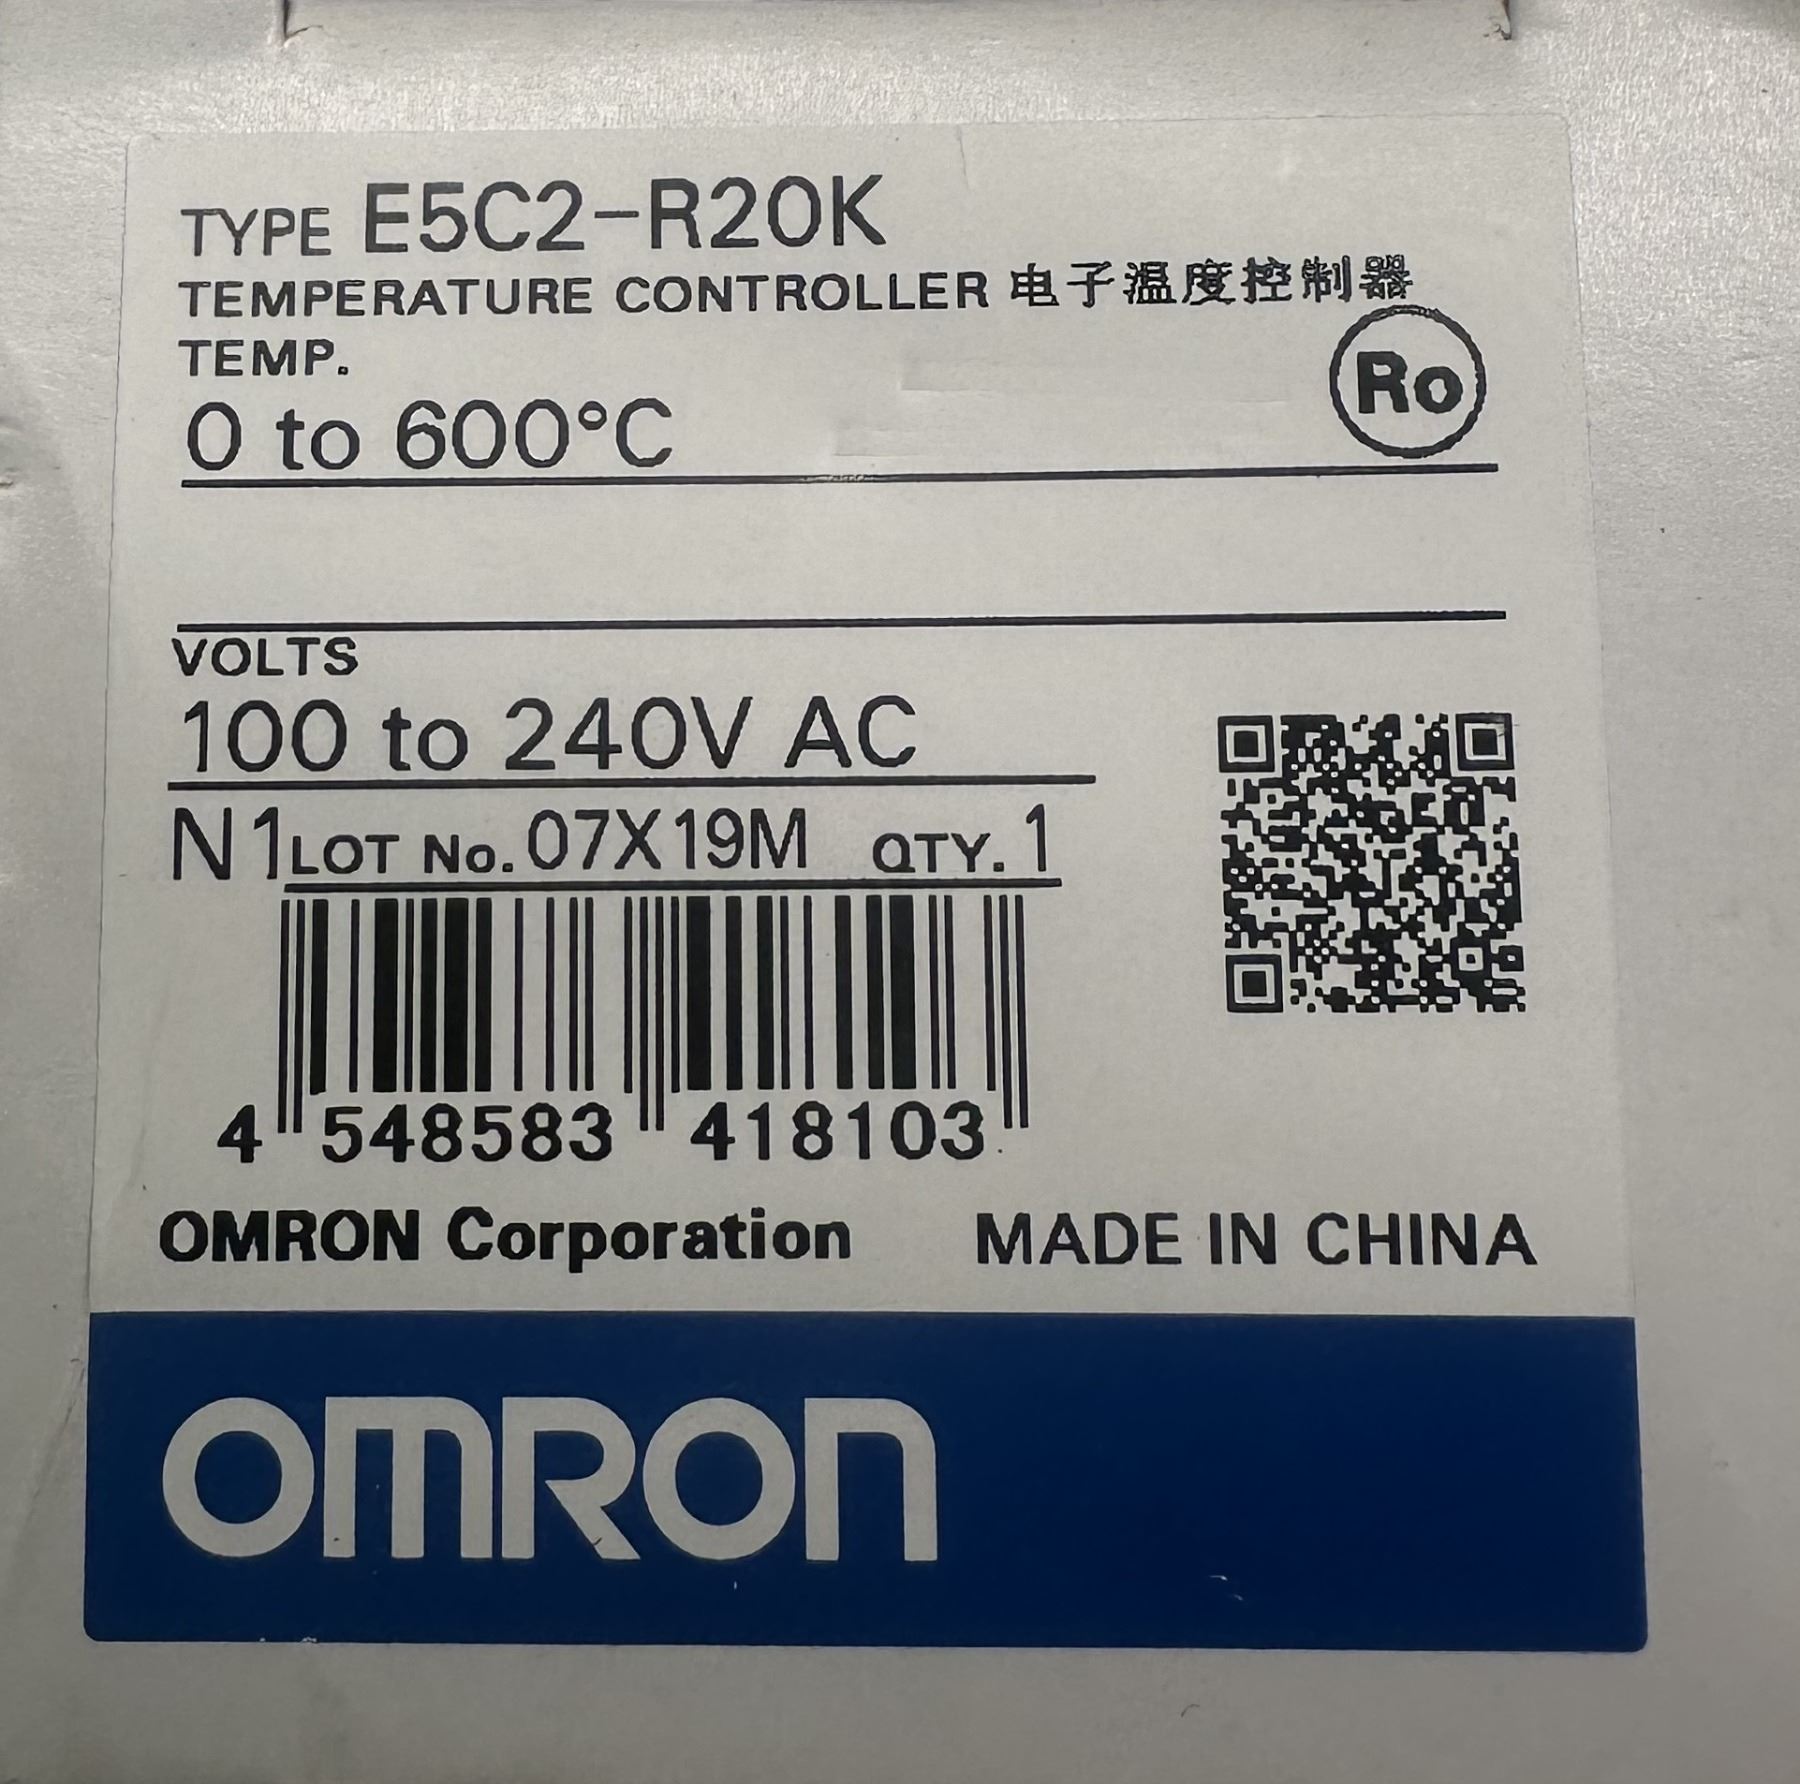 TYPE E5C2-R20K
TEMPERATURE CONTROLLER 电子温度控制器
TEMP.
0 to 600°C
Ro
VOLTS
100 to 240V AC
N1 LOT No. 07X19M QTY. 1
4 548583 418103
OMRON Corporation MADE IN CHINA
OMRON